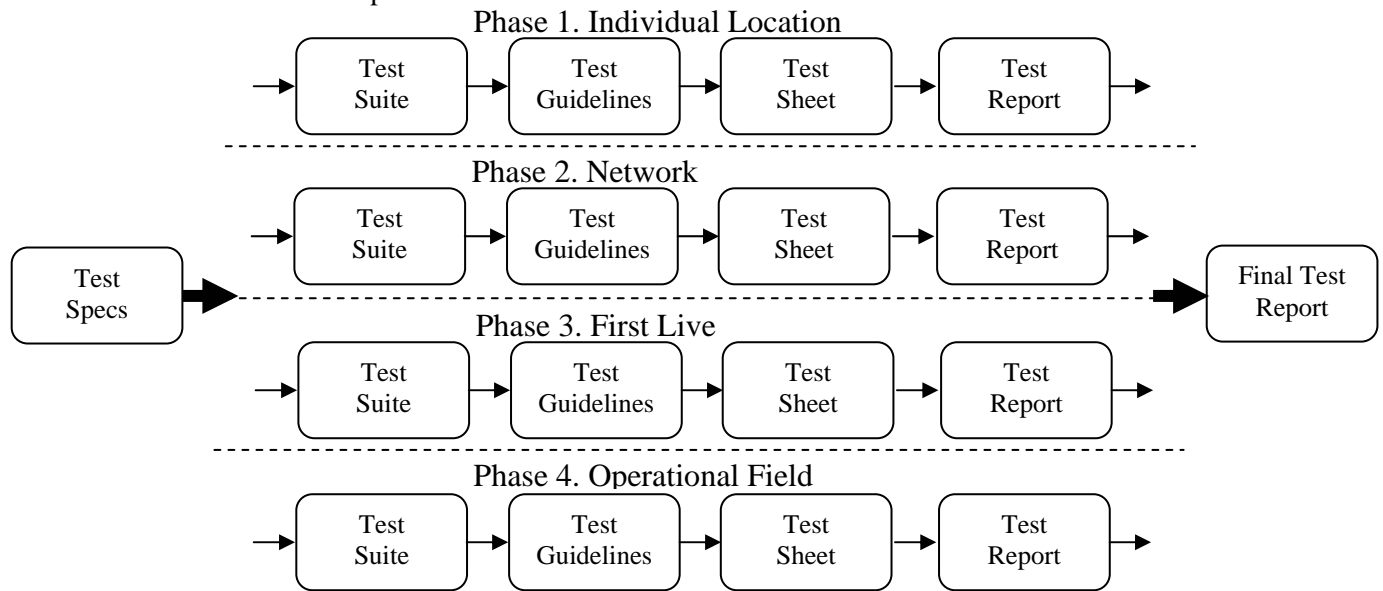 Phase 1. Individual Location
Test
Suite
Test
Guidelines
Test
Sheet
Test
Report
Phase 2. Network
Test
Suite
Test
Guidelines
Test
Sheet
Test
Report
Test
Specs
Final Test
Report
Phase 3. First Live
Test
Suite
Test
Guidelines
Test
Sheet
Test
Report
Phase 4. Operational Field
Test
Suite
Test
Guidelines
Test
Sheet
Test
Report